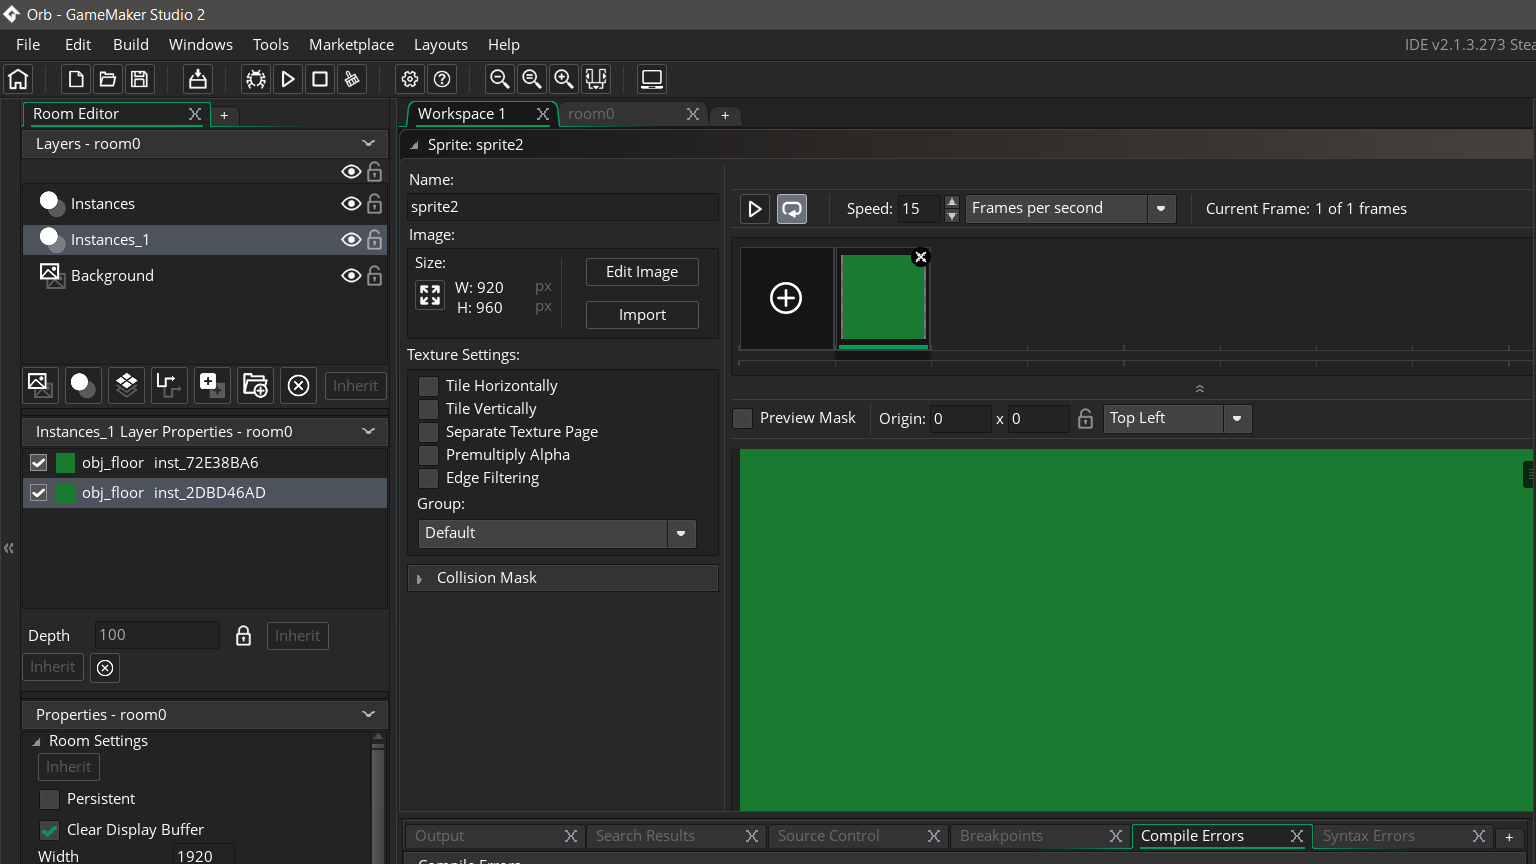 Orb - GameMaker Studio 2
File Edit Build Windows Tools Marketplace Layouts Help
IDE v2.1.3.273
Room Editor
+
Workspace 1
room0
+
Layers - room0
Instances
Instances_1
Background
Inherit
Instances_1 Layer Properties - room0
obj_floor inst_72E38BA6
obj_floor inst_2DBD46AD
Depth
100
Inherit
Inherit
Properties - room0
Room Settings
Inherit
Persistent
Clear Display Buffer
Width
1920
Sprite: sprite2
Name:
sprite2
Image:
Size:
W: 920 px
H: 960 px
Edit Image
Import
Texture Settings:
Tile Horizontally
Tile Vertically
Separate Texture Page
Premultiply Alpha
Edge Filtering
Group:
Default
Collision Mask
Speed: 15 Frames per second
Current Frame: 1 of 1 frames
Preview Mask
Origin: 0 x 0
Top Left
Output
Search Results
Source Control
Breakpoints
Compile Errors
Syntax Errors
+
Compile Errors